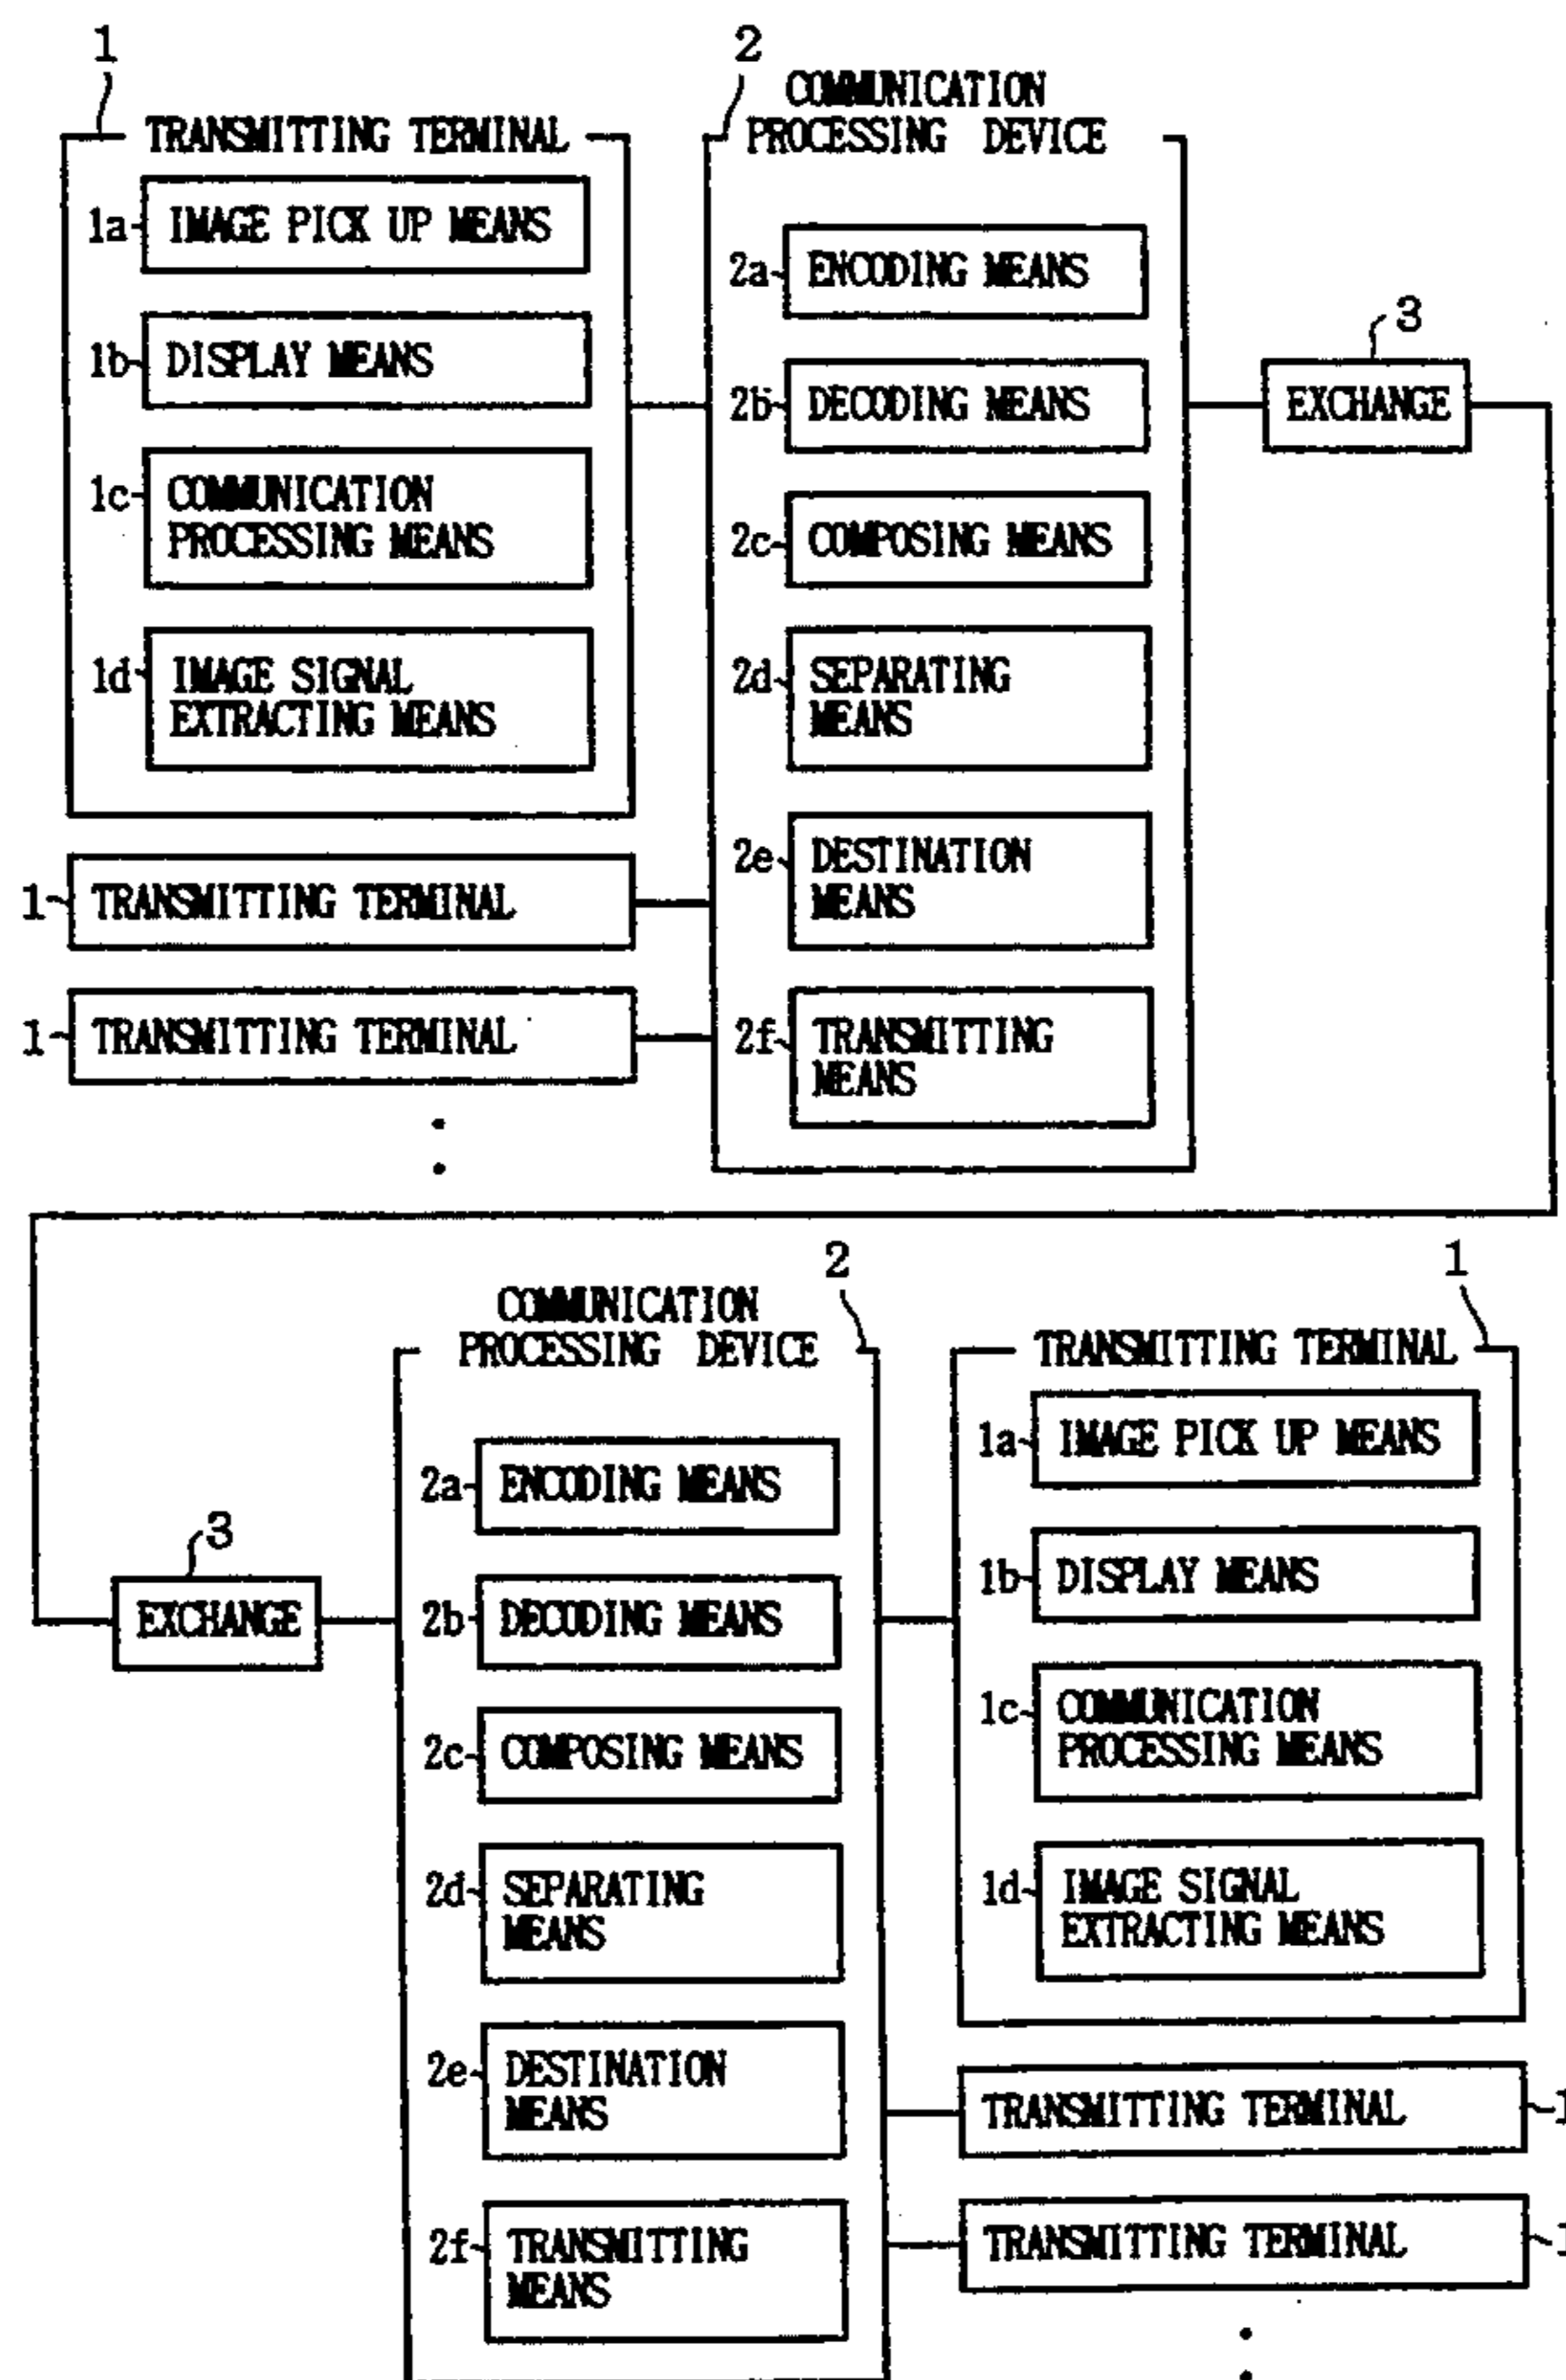 1
TRANSMITTING TERMINAL
1a
IMAGE PICK UP MEANS
1b
DISPLAY MEANS
1c
COMMUNICATION
PROCESSING MEANS
1d
IMAGE SIGNAL
EXTRACTING MEANS
1
TRANSMITTING TERMINAL
1
TRANSMITTING TERMINAL
2
COMMUNICATION
PROCESSING DEVICE
2a
ENCODING MEANS
2b
DECODING MEANS
2c
COMPOSING MEANS
2d
SEPARATING
MEANS
2e
DESTINATION
MEANS
2f
TRANSMITTING
MEANS
3
EXCHANGE
3
EXCHANGE
2
COMMUNICATION
PROCESSING DEVICE
2a
ENCODING MEANS
2b
DECODING MEANS
2c
COMPOSING MEANS
2d
SEPARATING
MEANS
2e
DESTINATION
MEANS
2f
TRANSMITTING
MEANS
1
TRANSMITTING TERMINAL
1a
IMAGE PICK UP MEANS
1b
DISPLAY MEANS
1c
COMMUNICATION
PROCESSING MEANS
1d
IMAGE SIGNAL
EXTRACTING MEANS
TRANSMITTING TERMINAL
1
TRANSMITTING TERMINAL
1